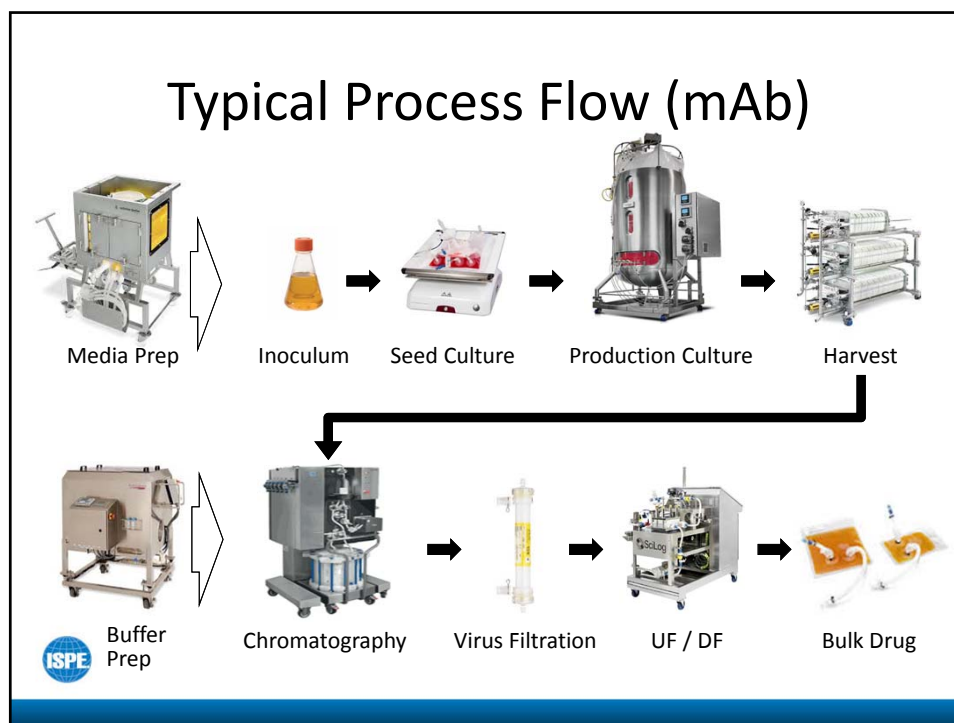 Typical Process Flow (mAb)
Media Prep
Inoculum
Seed Culture
Production Culture
Harvest
Buffer
Prep
Chromatography
Virus Filtration
UF / DF
Bulk Drug
SciLog
ISPE